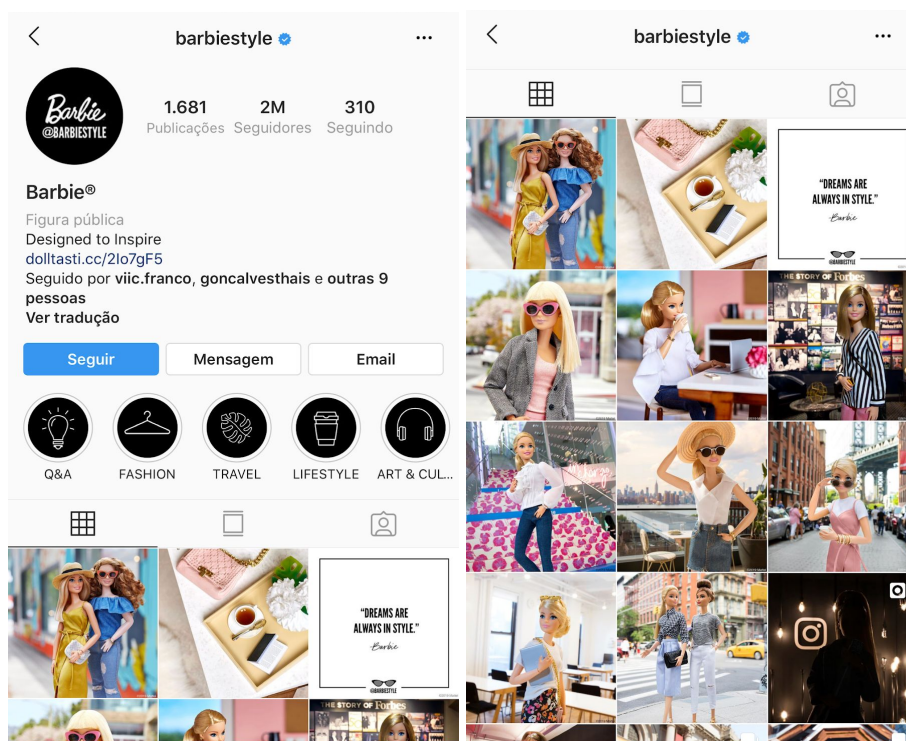 barbiestyle
Barbie
@BARBIESTYLE
1.681 2M 310
Publicações Seguidores Seguindo
Barbie®
Figura pública
Designed to Inspire
dolltasti.cc/2Io7gF5
Seguido por viic.franco, goncalvesthais e outras 9
pessoas
Ver tradução
Seguir Mensagem Email
Q&A FASHION TRAVEL LIFESTYLE ART & CUL...
"DREAMS ARE
ALWAYS IN STYLE."
Barbie
@BARBIESTYLE
THE STORY OF Forbes
barbiestyle
"DREAMS ARE
ALWAYS IN STYLE."
Barbie
@BARBIESTYLE
THE STORY OF Forbes